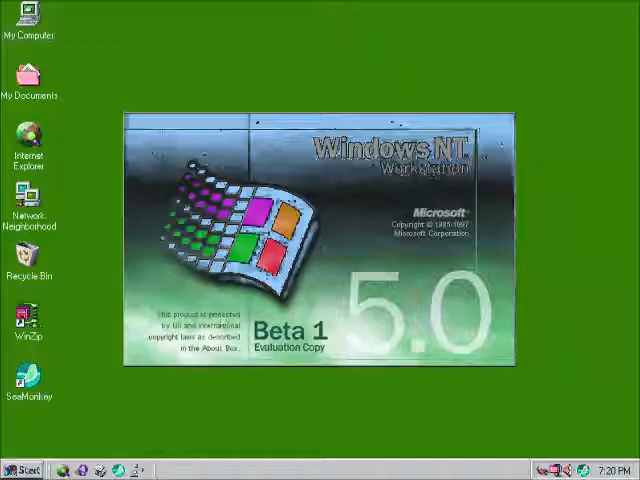 My Computer
My Documents
Internet
Explorer
Network
Neighborhood
Recycle Bin
WinZip
SeaMonkey
Windows NT
Workstation
Microsoft
Copyright © 1985-1997
Microsoft Corporation
5.0
This product is protected
by US and international
copyright laws as described
in the About Box.
Beta 1
Evaluation Copy
Start
7:20 PM